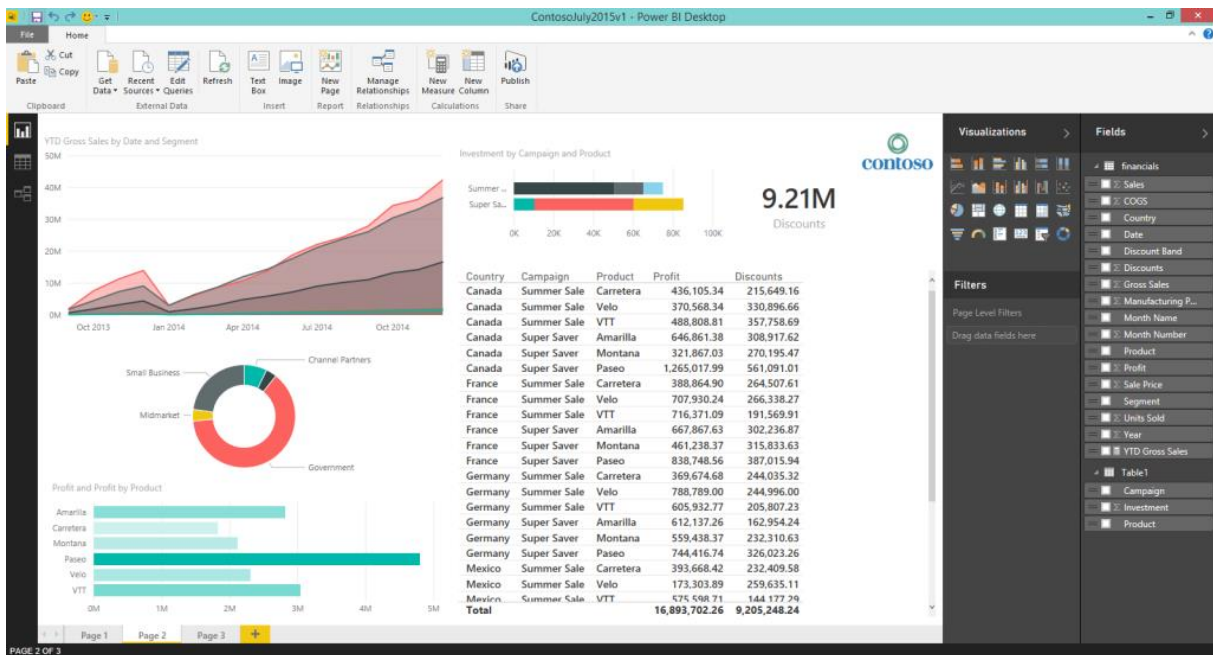 ContosoJuly2015v1 - Power BI Desktop
File Home
Paste
Cut
Copy
Get Data
Recent Sources
Edit Queries
Refresh
Text Box
Image
New Page
Manage Relationships
New Measure
New Column
Publish
Clipboard External Data Insert Report Relationships Calculations Share
YTD Gross Sales by Date and Segment
50M
40M
30M
20M
10M
0M
Oct 2013 Jan 2014 Apr 2014 Jul 2014 Oct 2014
Investment by Campaign and Product
Summer ...
Super Sa...
0K 20K 40K 60K 80K 100K
9.21M
Discounts
contoso
Channel Partners
Small Business
Midmarket
Government
Profit and Profit by Product
Amarilla
Carretera
Montana
Paseo
Velo
VTT
0M 1M 2M 3M 4M 5M
Country Campaign Product Profit Discounts
Canada Summer Sale Carretera 436,105.34 215,649.16
Canada Summer Sale Velo 370,568.34 330,896.66
Canada Summer Sale VTT 488,808.81 357,758.69
Canada Super Saver Amarilla 646,861.38 308,917.62
Canada Super Saver Montana 321,867.03 270,195.47
Canada Super Saver Paseo 1,265,017.99 561,091.01
France Summer Sale Carretera 388,864.90 264,507.61
France Summer Sale Velo 707,930.24 266,338.27
France Summer Sale VTT 716,371.09 191,569.91
France Super Saver Amarilla 667,867.63 302,236.87
France Super Saver Montana 461,238.37 315,833.63
France Super Saver Paseo 838,748.56 387,015.94
Germany Summer Sale Carretera 369,674.68 244,035.32
Germany Summer Sale Velo 788,789.00 244,996.00
Germany Summer Sale VTT 605,932.77 205,807.23
Germany Super Saver Amarilla 612,137.26 162,954.24
Germany Super Saver Montana 559,438.37 232,310.63
Germany Super Saver Paseo 744,416.74 326,023.26
Mexico Summer Sale Carretera 393,668.42 232,409.58
Mexico Summer Sale Velo 173,303.89 259,635.11
Mexico Summer Sale VTT 575,598.71 144,177.29
Total 16,893,702.26 9,205,248.24
Visualizations
Filters
Page Level Filters
Drag data fields here
Fields
financials
Σ Sales
Σ COGS
Country
Date
Discount Band
Σ Discounts
Σ Gross Sales
Σ Manufacturing P...
Month Name
Σ Month Number
Product
Σ Profit
Σ Sale Price
Segment
Σ Units Sold
Σ Year
YTD Gross Sales
Table1
Campaign
Σ Investment
Product
Page 1 Page 2 Page 3 +
PAGE 2 OF 3